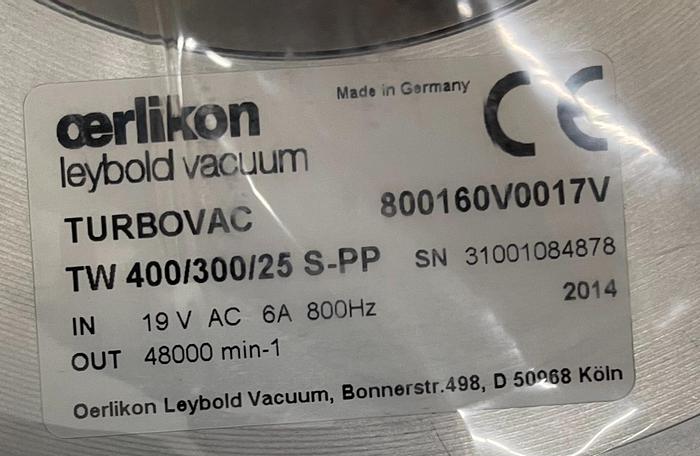 Made in Germany
CE
œrlikon
leybold vacuum
TURBOVAC 800160V0017V
TW 400/300/25 S-PP SN 31001084878
2014
IN 19 V AC 6A 800Hz
OUT 48000 min-1
Oerlikon Leybold Vacuum, Bonnerstr.498, D 50968 Köln